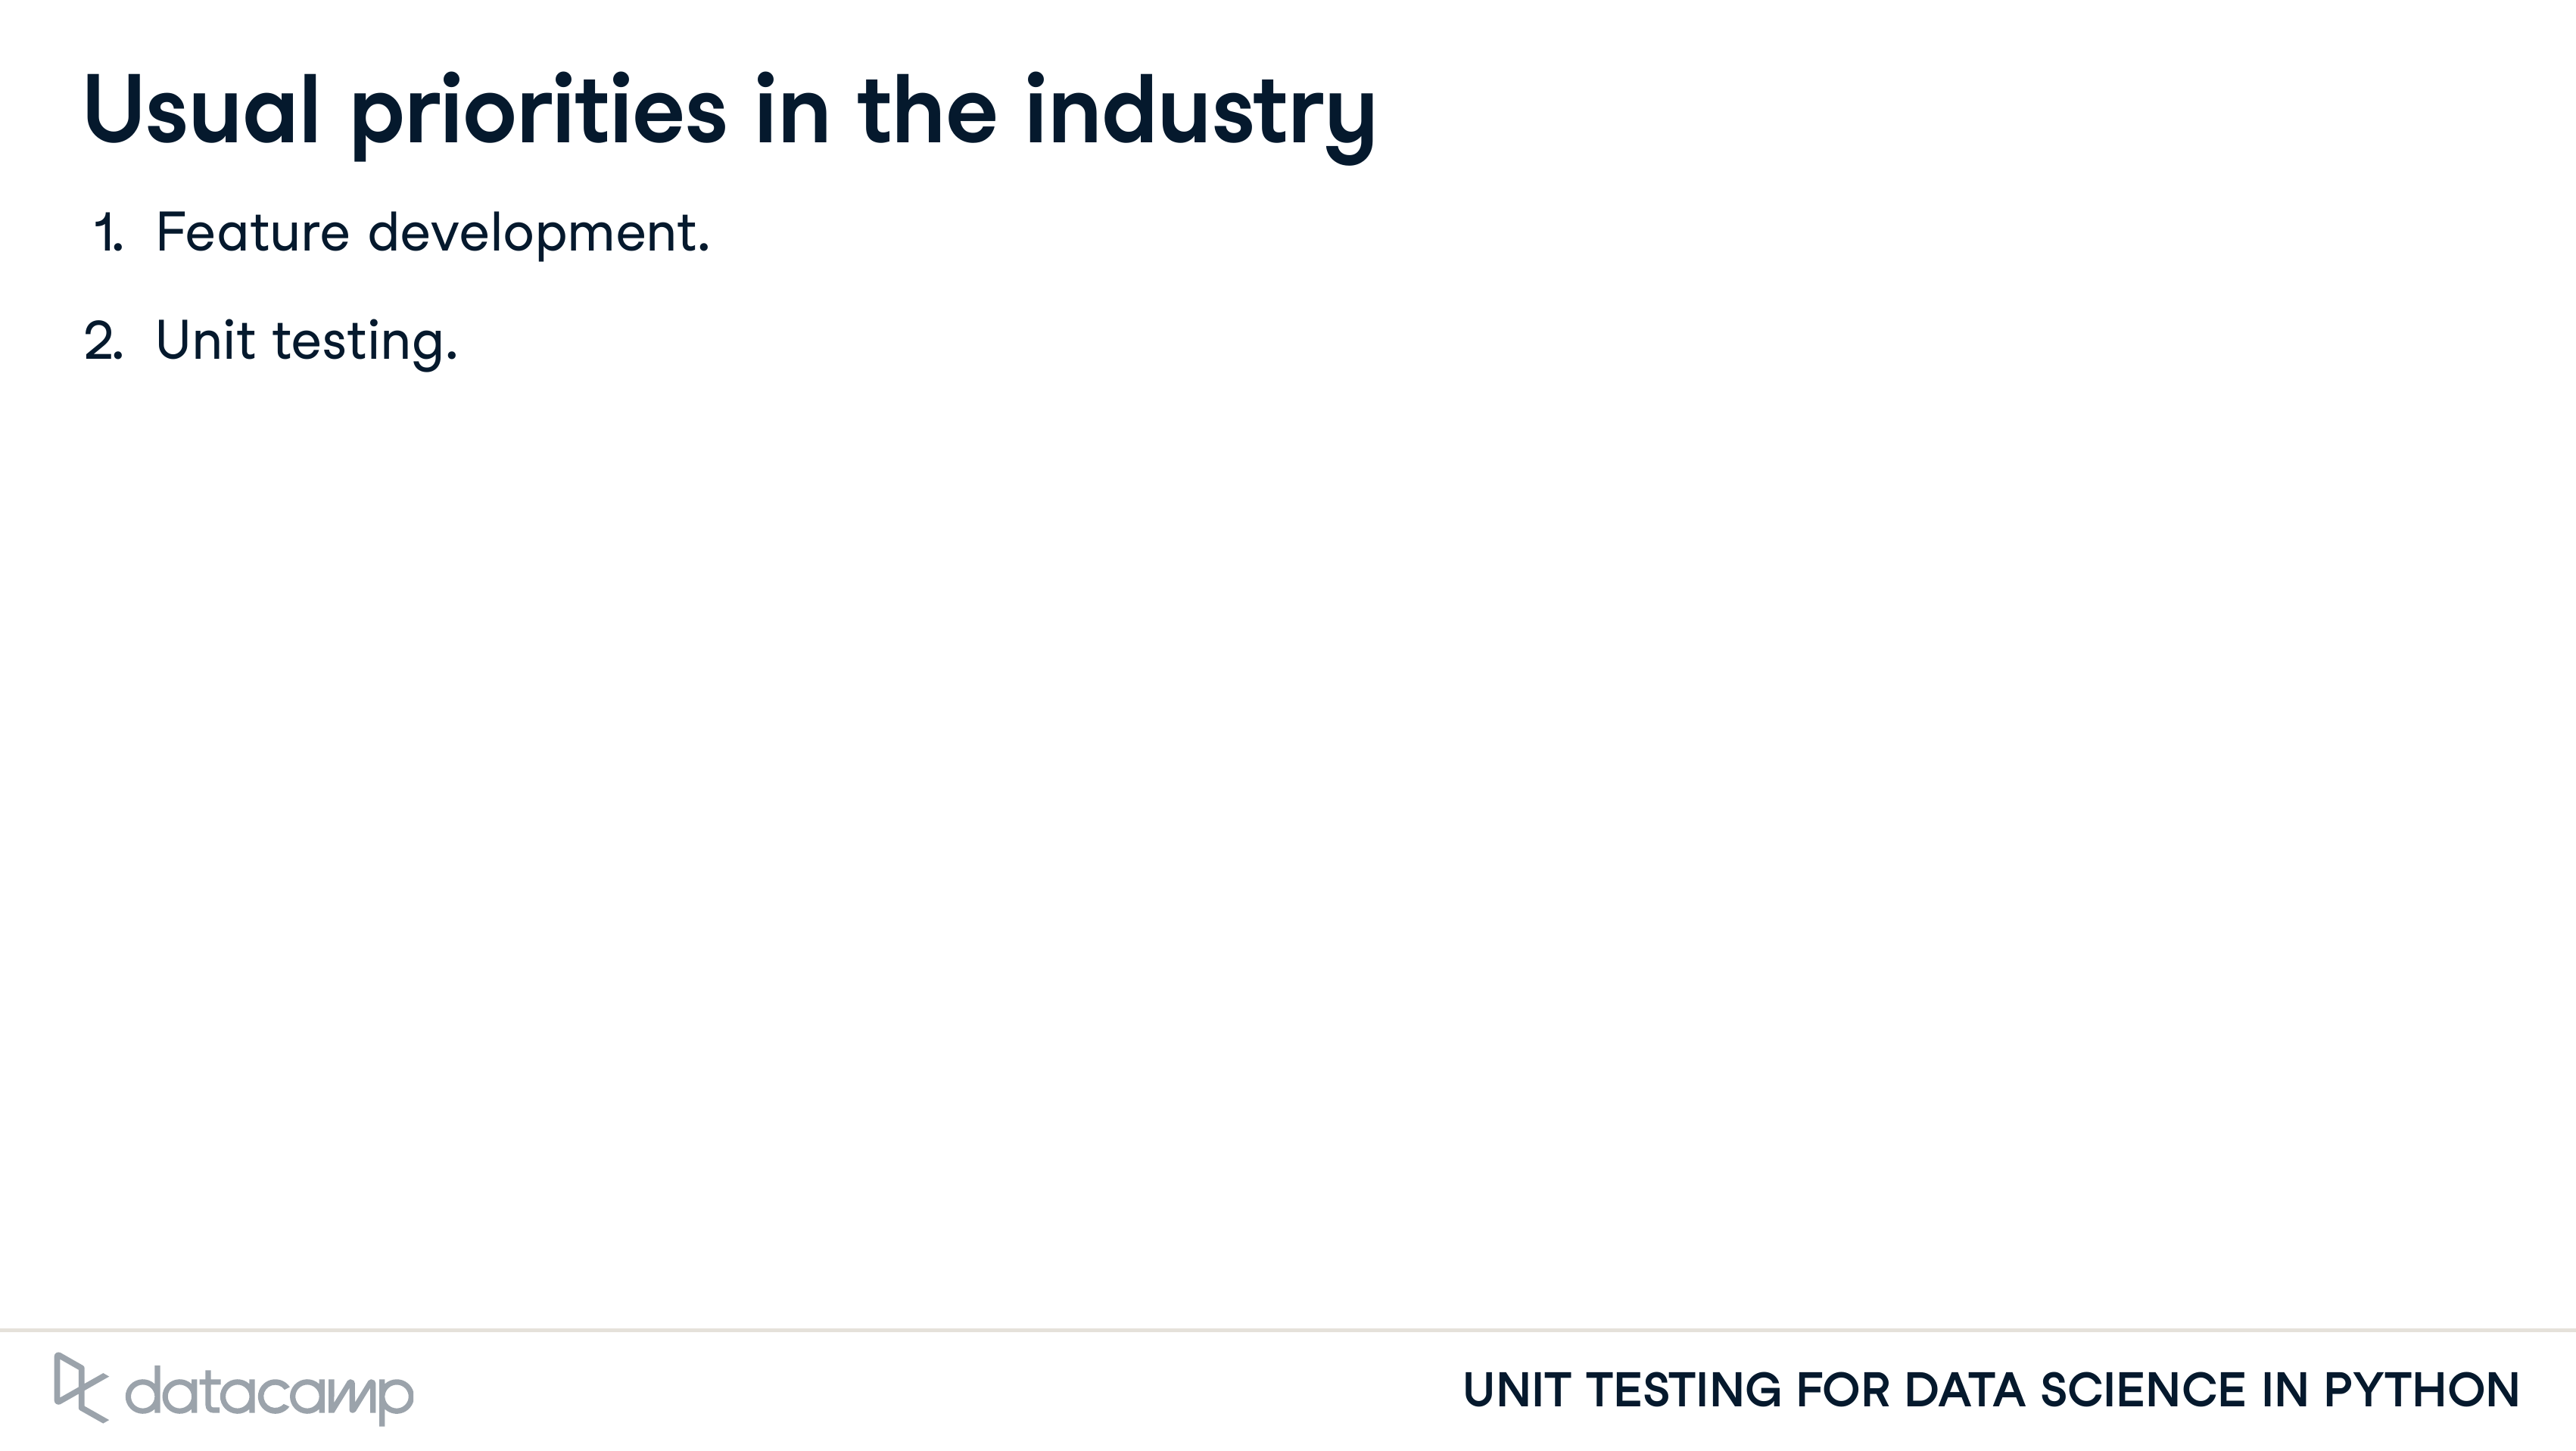 Usual priorities in the industry
1. Feature development.
2. Unit testing.
datacamp
UNIT TESTING FOR DATA SCIENCE IN PYTHON